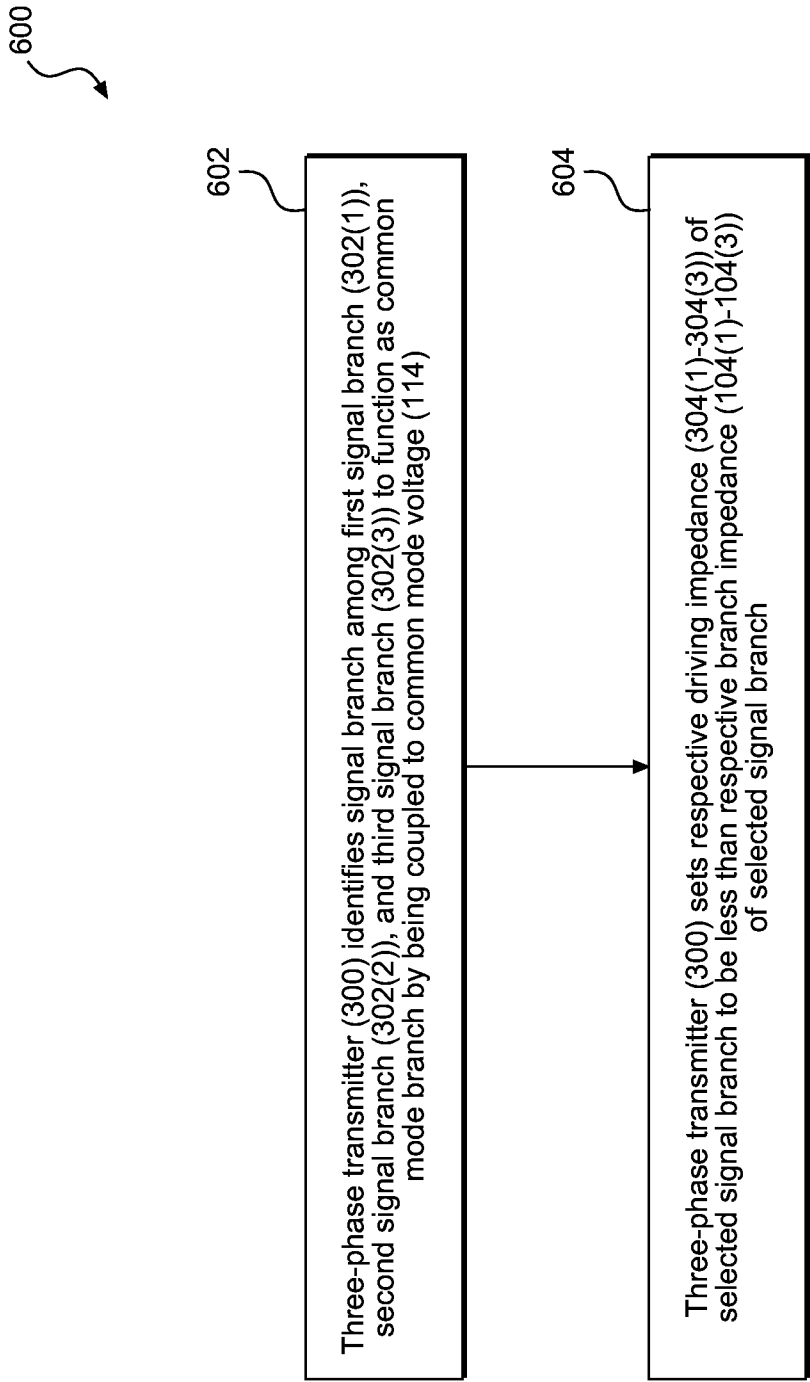 600
602
Three-phase transmitter (300) identifies signal branch among first signal branch (302(1)),
second signal branch (302(2)), and third signal branch (302(3)) to function as common
mode branch by being coupled to common mode voltage (114)
604
Three-phase transmitter (300) sets respective driving impedance (304(1)-304(3)) of
selected signal branch to be less than respective branch impedance (104(1)-104(3))
of selected signal branch